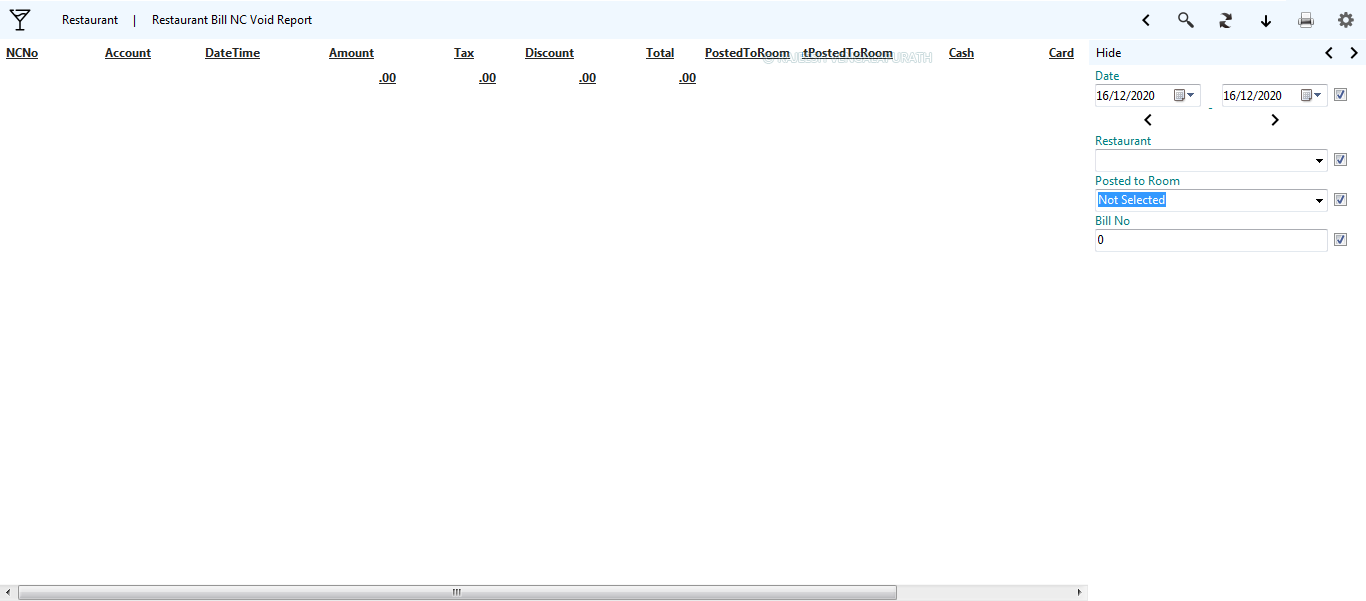 Restaurant | Restaurant Bill NC Void Report
NCNo Account DateTime Amount Tax Discount Total PostedToRoom tPostedToRoom Cash Card
.00 .00 .00 .00
Hide
Date
16/12/2020 - 16/12/2020
Restaurant
Posted to Room
Not Selected
Bill No
0